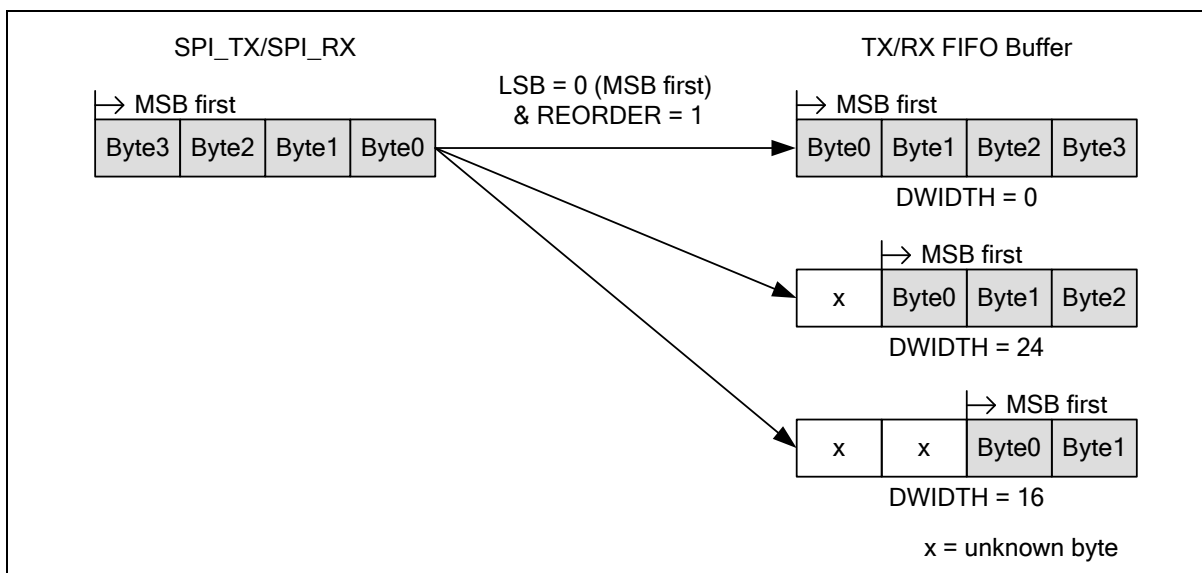 SPI_TX/SPI_RX
TX/RX FIFO Buffer
LSB = 0 (MSB first)
& REORDER = 1
MSB first
Byte3 Byte2 Byte1 Byte0
MSB first
Byte0 Byte1 Byte2 Byte3
DWIDTH = 0
MSB first
x Byte0 Byte1 Byte2
DWIDTH = 24
MSB first
x x Byte0 Byte1
DWIDTH = 16
x = unknown byte